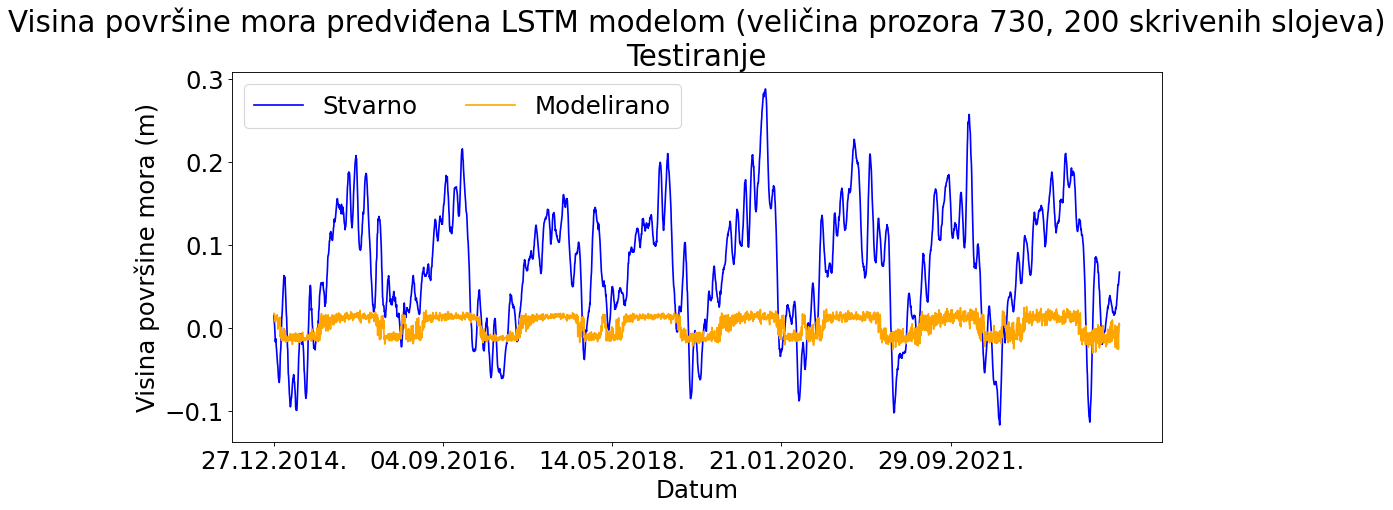 Visina površine mora predviđena LSTM modelom (veličina prozora 730, 200 skrivenih slojeva)
Testiranje
Stvarno
Modelirano
Visina površine mora (m)
0.3
0.2
0.1
0.0
−0.1
27.12.2014.
04.09.2016.
14.05.2018.
21.01.2020.
29.09.2021.
Datum